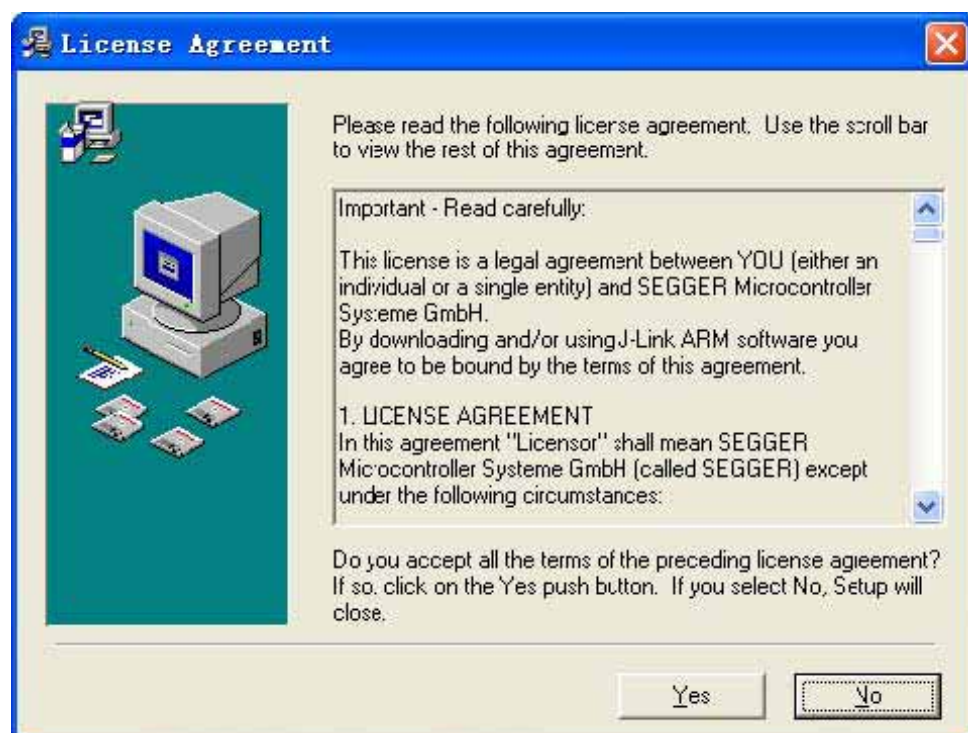 License Agreement
Please read the following license agreement. Use the scroll bar
to view the rest of this agreement.
Important - Read carefully:
This license is a legal agreement between YOU (either an
individual or a single entity) and SEGGER Microcontroller
Systeme GmbH.
By downloading and/or using J-Link ARM software you
agree to be bound by the terms of this agreement.
1. LICENSE AGREEMENT
In this agreement "Licensor" shall mean SEGGER
Microcontroller Systeme GmbH (called SEGGER) except
under the following circumstances:
Do you accept all the terms of the preceding license agreement?
If so, click on the Yes push button. If you select No, Setup will
close.
Yes
No